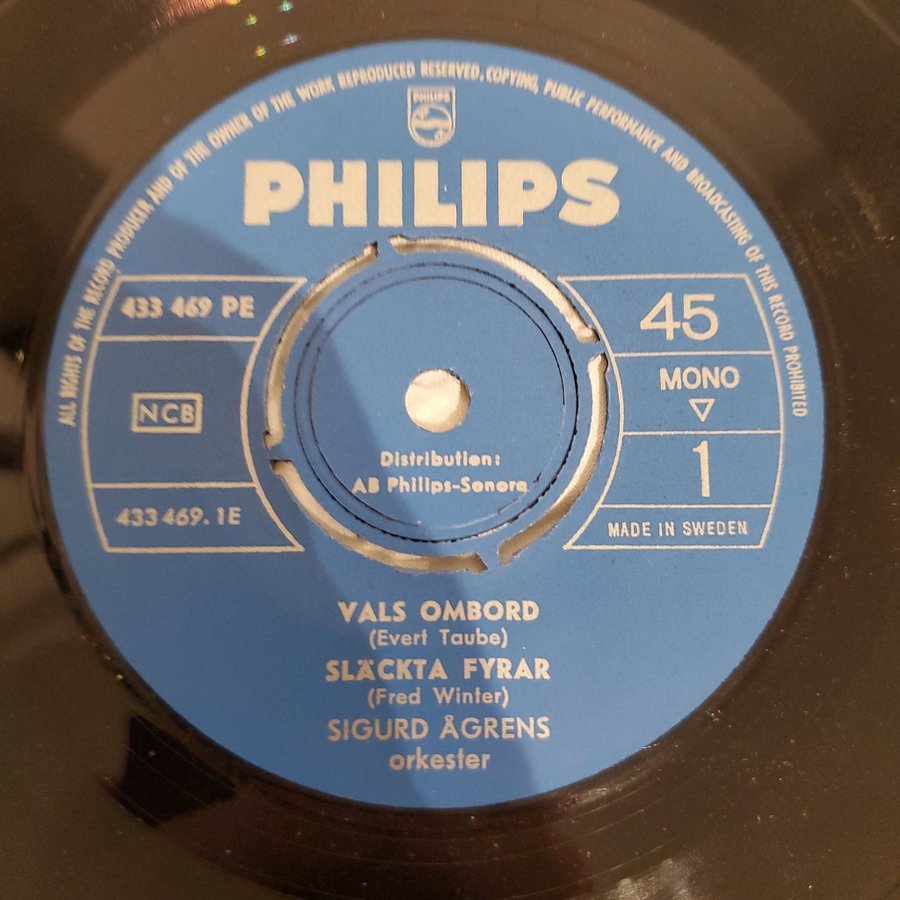 ALL RIGHTS OF THE RECORD PRODUCER AND OF THE OWNER OF THE WORK REPRODUCED RESERVED, COPYING, PUBLIC PERFORMANCE AND BROADCASTING OF THIS RECORD PROHIBITED
PHILIPS
PHILIPS
433 469 PE
45
MONO
NCB
1
433 469.1E
MADE IN SWEDEN
Distribution:
AB Philips-Sonora
VALS OMBORD
(Evert Taube)
SLÄCKTA FYRAR
(Fred Winter)
SIGURD ÅGRENS
orkester